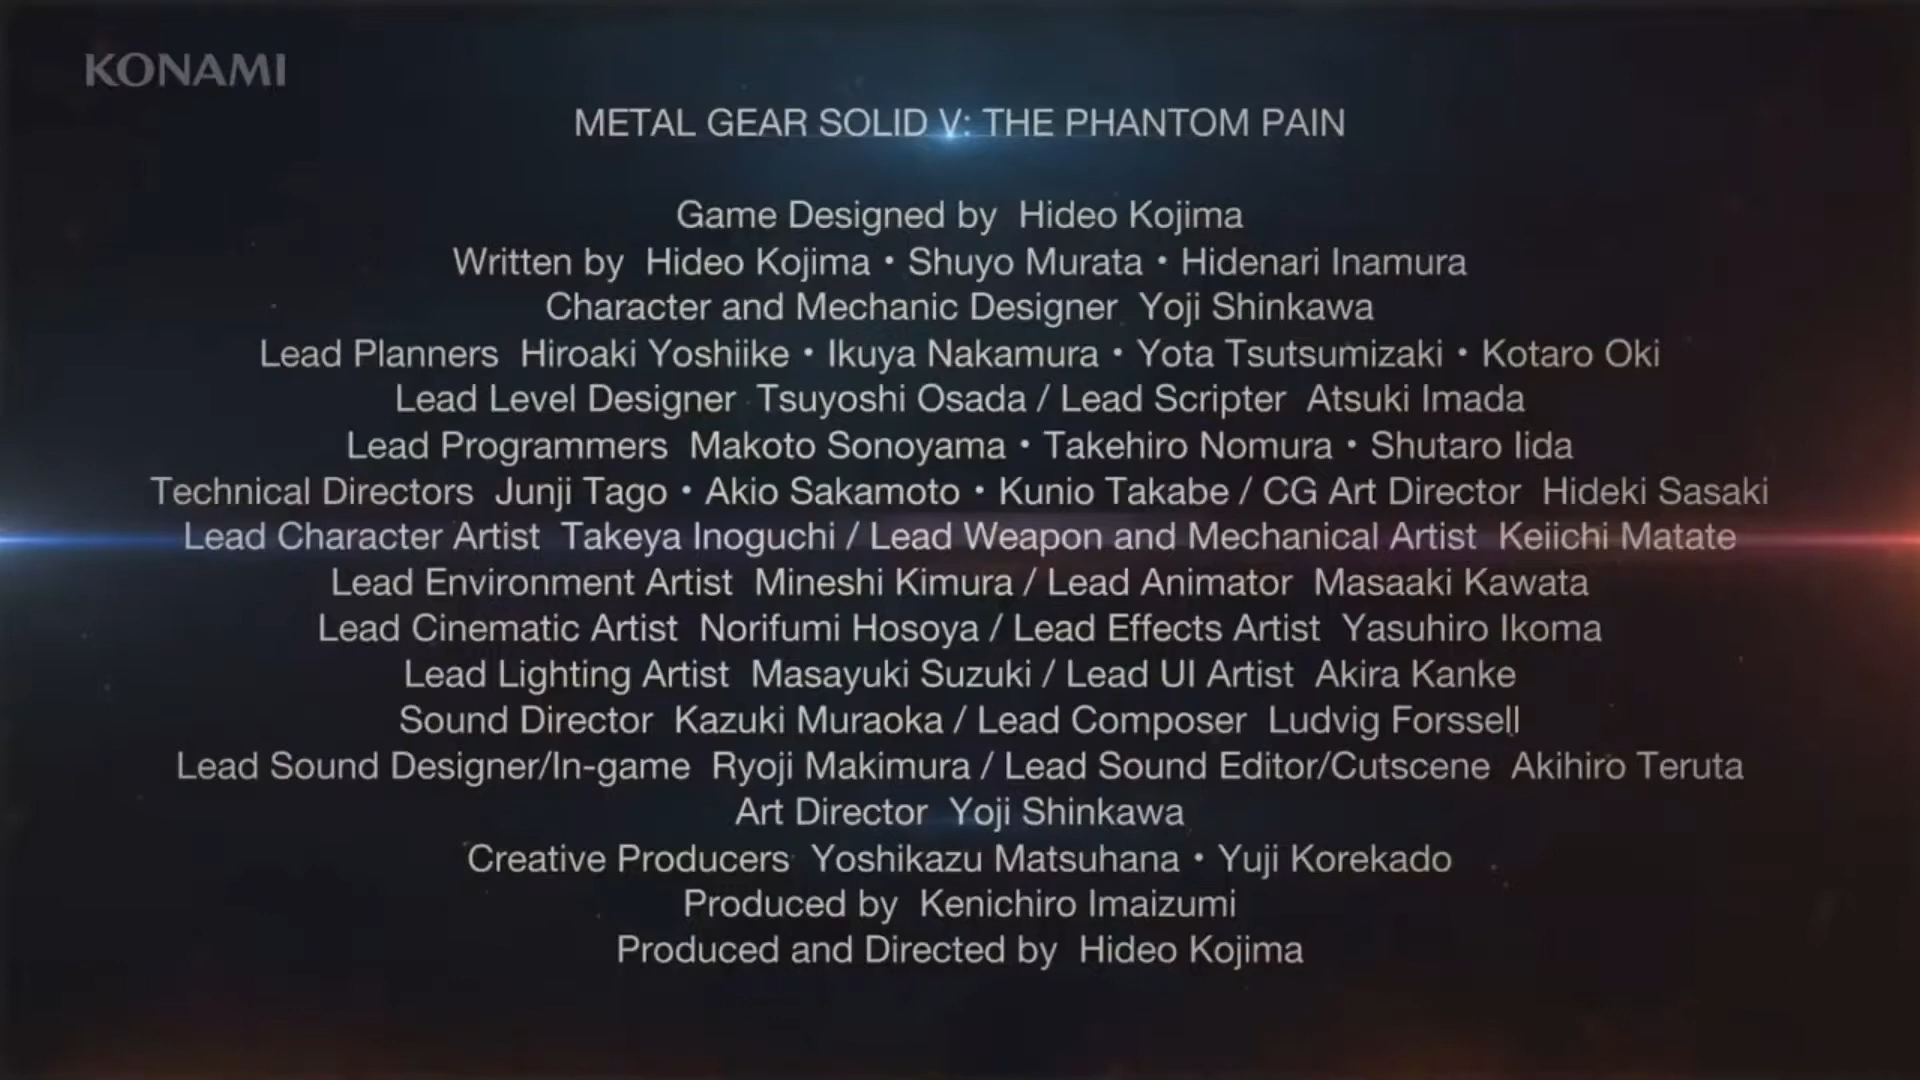 KONAMI
METAL GEAR SOLID V: THE PHANTOM PAIN
Game Designed by Hideo Kojima
Written by Hideo Kojima・Shuyo Murata・Hidenari Inamura
Character and Mechanic Designer Yoji Shinkawa
Lead Planners Hiroaki Yoshiike・Ikuya Nakamura・Yota Tsutsumizaki・Kotaro Oki
Lead Level Designer Tsuyoshi Osada / Lead Scripter Atsuki Imada
Lead Programmers Makoto Sonoyama・Takehiro Nomura・Shutaro Iida
Technical Directors Junji Tago・Akio Sakamoto・Kunio Takabe / CG Art Director Hideki Sasaki
Lead Character Artist Takeya Inoguchi / Lead Weapon and Mechanical Artist Keiichi Matate
Lead Environment Artist Mineshi Kimura / Lead Animator Masaaki Kawata
Lead Cinematic Artist Norifumi Hosoya / Lead Effects Artist Yasuhiro Ikoma
Lead Lighting Artist Masayuki Suzuki / Lead UI Artist Akira Kanke
Sound Director Kazuki Muraoka / Lead Composer Ludvig Forssell
Lead Sound Designer/In-game Ryoji Makimura / Lead Sound Editor/Cutscene Akihiro Teruta
Art Director Yoji Shinkawa
Creative Producers Yoshikazu Matsuhana・Yuji Korekado
Produced by Kenichiro Imaizumi
Produced and Directed by Hideo Kojima